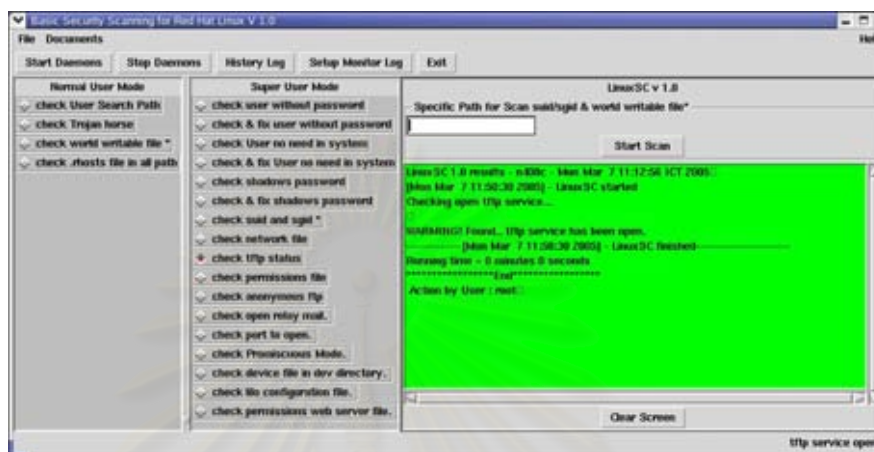 Basic Security Scanning for Red Hat Linux V 1.0
File Documents Hel
Start Daemons Stop Daemons History Log Setup Monitor Log Exit
Normal User Mode
check User Search Path
check Trojan horse
check world writable file *
check .rhosts file in all path
Super User Mode
check user without password
check & fix user without password
check User no need in system
check & fix User no need in system
check shadows password
check & fix shadows password
check suid and sgid *
check network file
check tftp status
check permissions file
check anonymous ftp
check open relay mail.
check port to open.
check Promiscuous Mode.
check device file in dev directory.
check lilo configuration file.
check permissions web server file.
LinuxSC v 1.0
Specific Path for Scan suid/sgid & world writable file*
Start Scan
LinuxSC 1.0 results - n400c - Mon Mar 7 11:12:56 ICT 2005
[Mon Mar 7 11:50:30 2005] - LinuxSC started
Checking open tftp service...
WARNING! Found.. tftp service has been open.
[Mon Mar 7 11:50:30 2005] - LinuxSC finished
Running time - 0 minutes 0 seconds
******************End******************
Action by User : root
Clear Screen
tftp service open